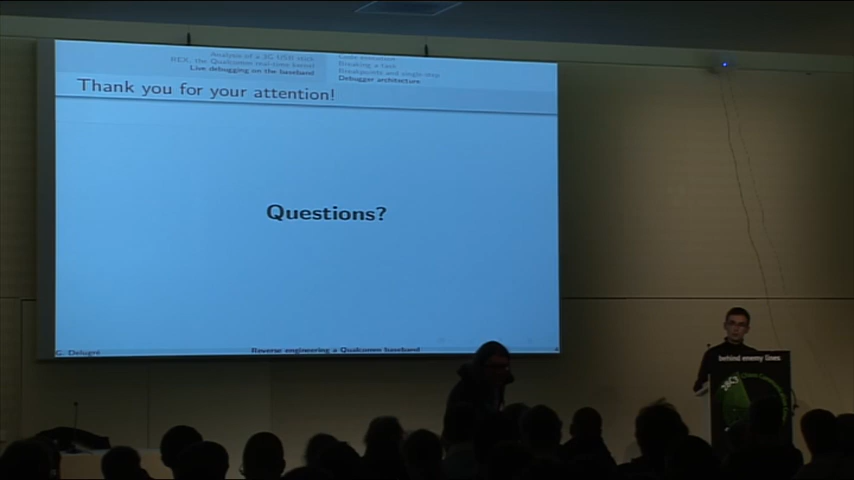 Analysis of a 3G USB stick
REX, the Qualcomm real-time kernel
Live debugging on the baseband
Code execution
Breaking a task
Breakpoints and single-step
Debugger architecture
Thank you for your attention!
Questions?
G. Delugré
Reverse engineering a Qualcomm baseband
behind enemy lines